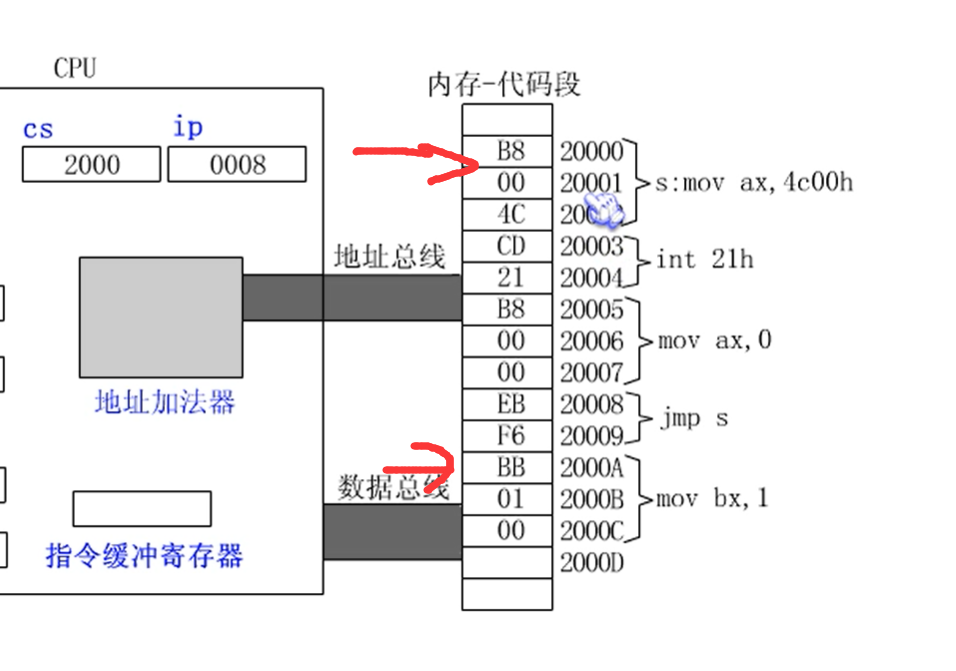 CPU
内存-代码段
cs ip
2000 0008
B8 20000
00 20001 s:mov ax,4c00h
4C
地址总线
CD 20003
21 20004 int 21h
B8 20005
00 20006 mov ax,0
00 20007
地址加法器
EB 20008
F6 20009 jmp s
BB 2000A
数据总线
01 2000B mov bx,1
00 2000C
指令缓冲寄存器
2000D